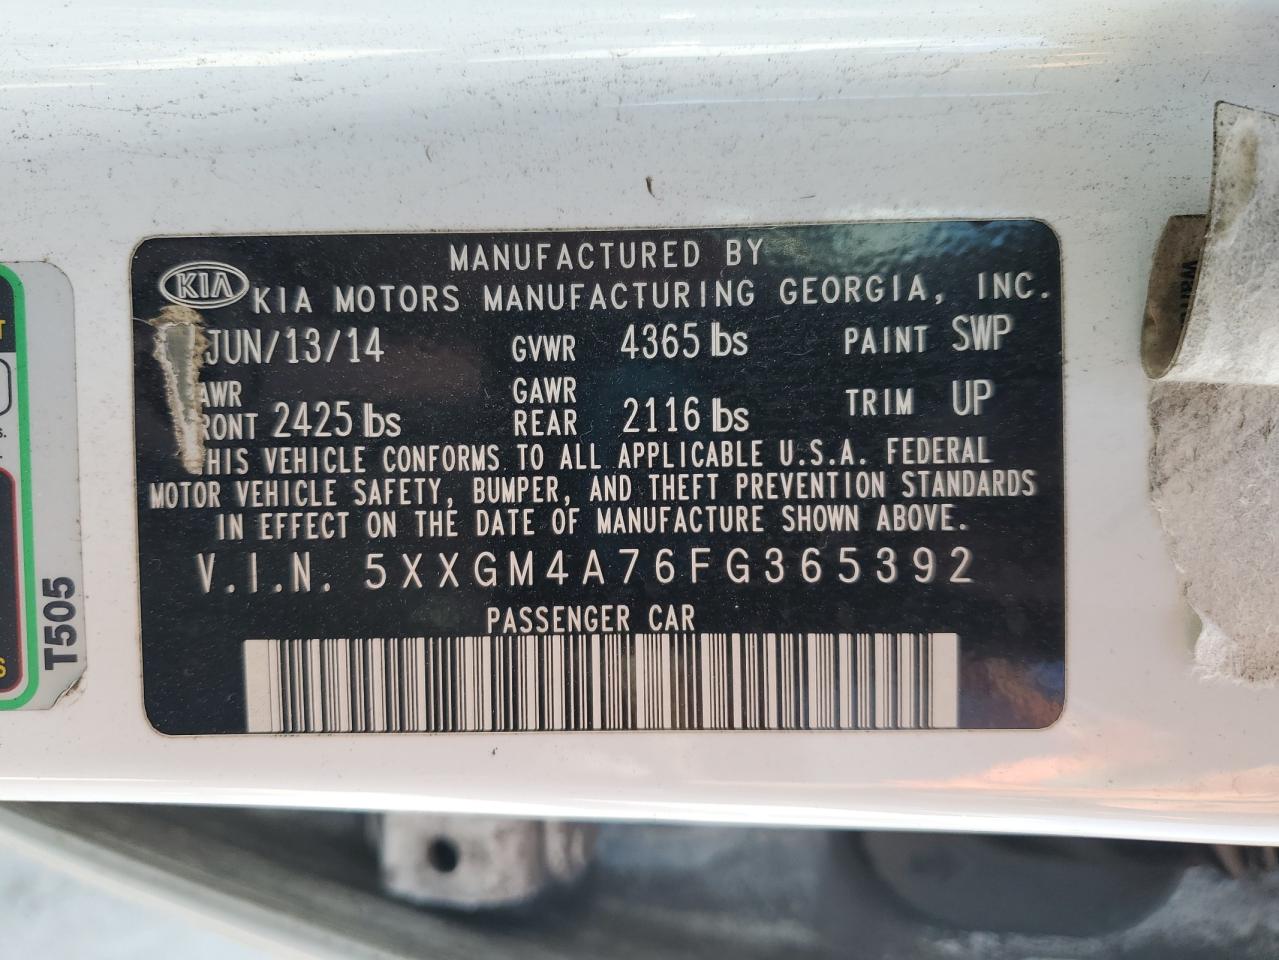 MANUFACTURED BY
KIA
KIA MOTORS MANUFACTURING GEORGIA, INC.
JUN/13/14 GVWR 4365 lbs PAINT SWP
AWR GAWR
RONT 2425 lbs REAR 2116 lbs TRIM UP
HIS VEHICLE CONFORMS TO ALL APPLICABLE U.S.A. FEDERAL
MOTOR VEHICLE SAFETY, BUMPER, AND THEFT PREVENTION STANDARDS
IN EFFECT ON THE DATE OF MANUFACTURE SHOWN ABOVE.
V.I.N. 5XXGM4A76FG365392
PASSENGER CAR
T505